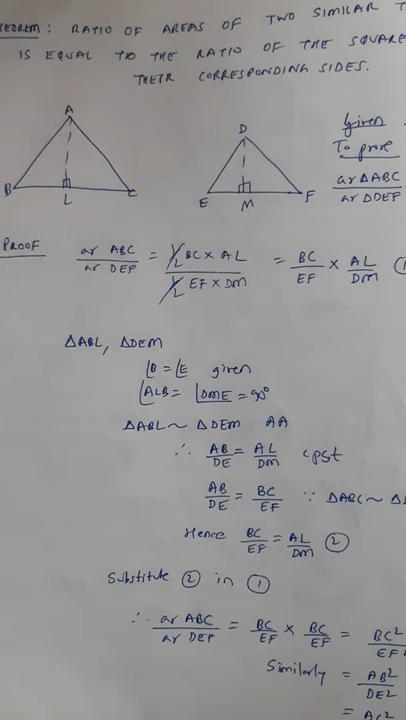 THEOREM: RATIO OF AREAS OF TWO SIMILAR
IS EQUAL TO THE RATIO OF THE SQUARE
THEIR CORRESPONDING SIDES.
A
B L C
D
E M F
Given
To prove
ar ΔABC / ar ΔDEF
PROOF ar ABC / ar DEF = 1/2 BC × AL / 1/2 EF × DM = BC/EF × AL/DM ①
ΔABL, ΔDEM
∠B = ∠E given
∠ALB = ∠DME = 90°
ΔABL ~ ΔDEM AA
∴ AB/DE = AL/DM cpst
AB/DE = BC/EF ∵ ΔABC ~
Hence BC/EF = AL/DM ②
Substitute ② in ①
∴ ar ABC / ar DEF = BC/EF × BC/EF = BC²/EF²
Similarly = AB²/DE²
= AC²